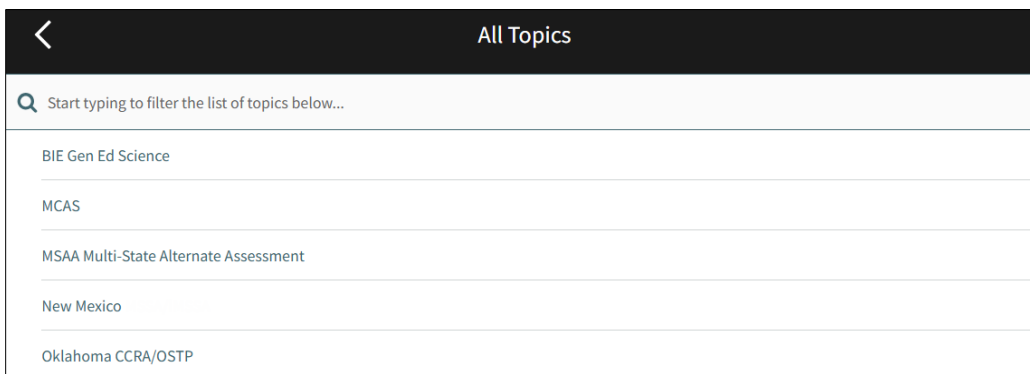 All Topics
Start typing to filter the list of topics below...
BIE Gen Ed Science
MCAS
MSAA Multi-State Alternate Assessment
New Mexico
Oklahoma CCRA/OSTP